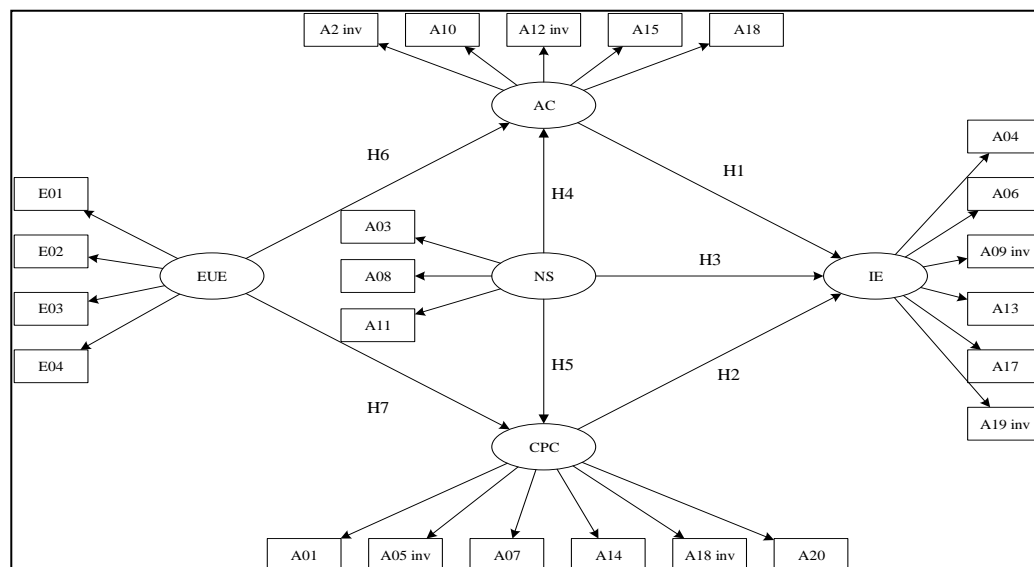 A2 inv
A10
A12 inv
A15
A18
AC
A04
H6
H1
E01
A06
H4
A03
E02
A09 inv
EUE
A08
NS
H3
IE
E03
A13
A11
E04
H5
A17
H2
H7
A19 inv
CPC
A01
A05 inv
A07
A14
A18 inv
A20